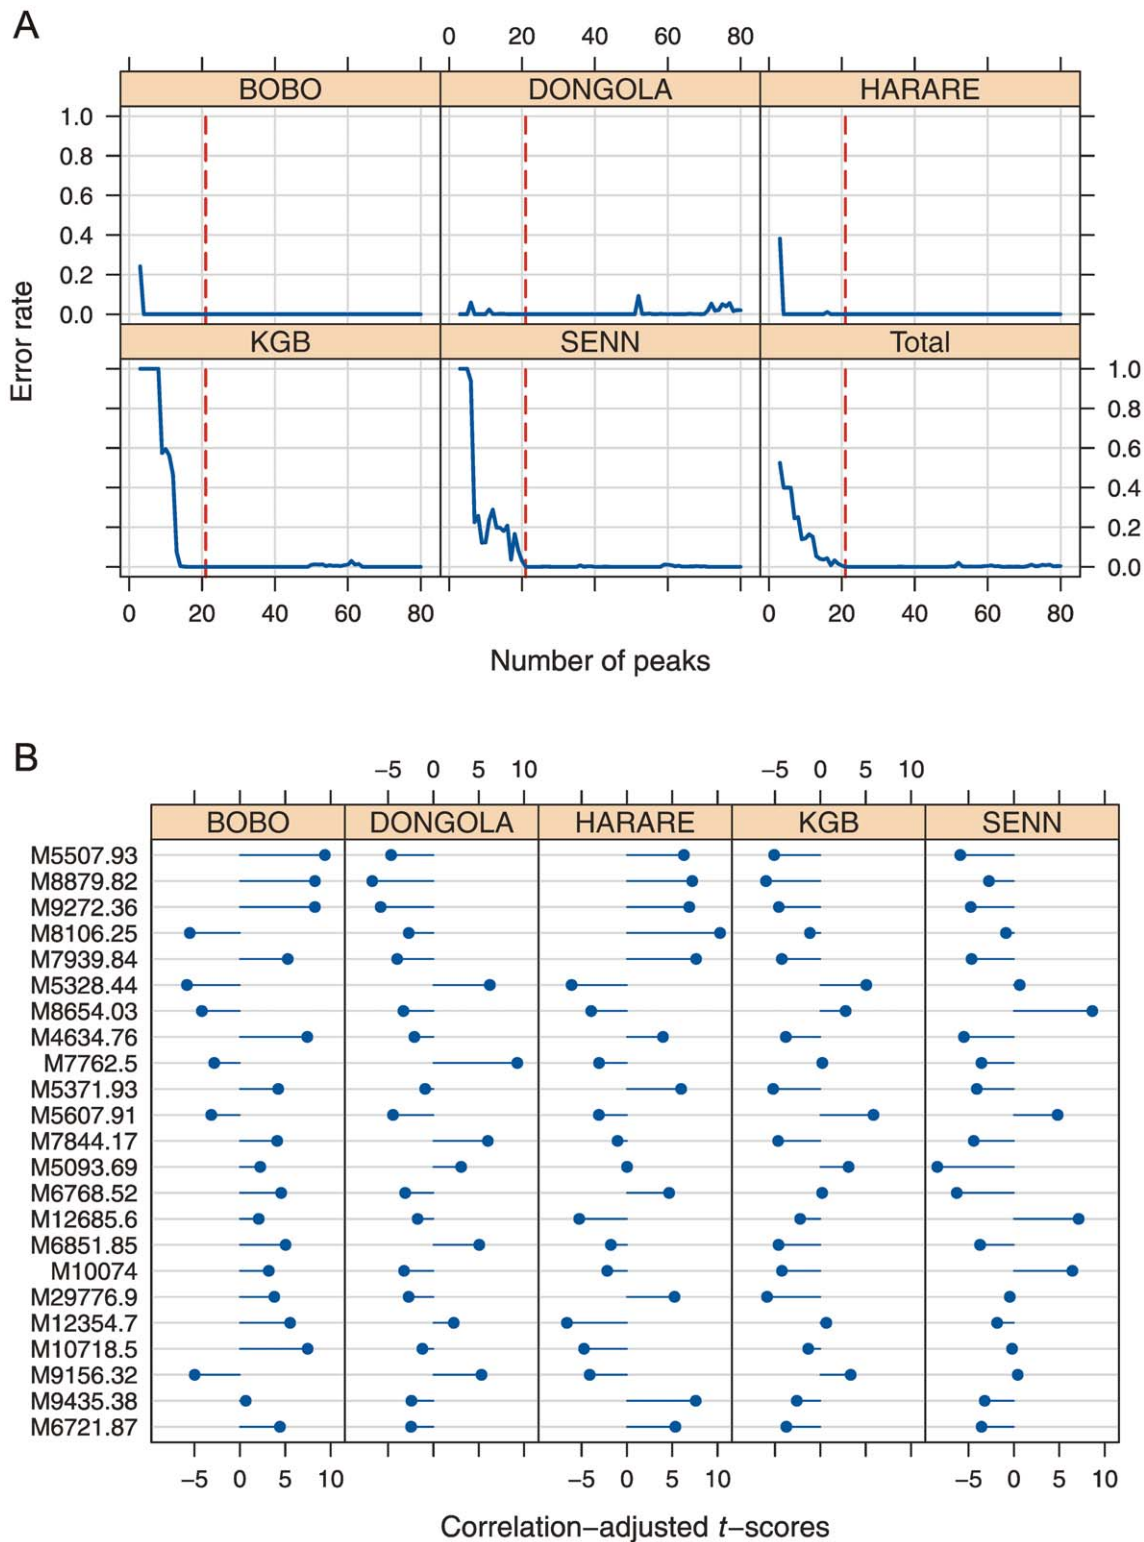 A
0 20 40 60 80
BOBO DONGOLA HARARE
1.0
0.8
0.6
0.4
0.2
0.0
Error rate
KGB SENN Total
1.0
0.8
0.6
0.4
0.2
0.0
0 20 40 60 80 0 20 40 60 80
Number of peaks
B
−5 0 5 10 −5 0 5 10
BOBO DONGOLA HARARE KGB SENN
M5507.93
M8879.82
M9272.36
M8106.25
M7939.84
M5328.44
M8654.03
M4634.76
M7762.5
M5371.93
M5607.91
M7844.17
M5093.69
M6768.52
M12685.6
M6851.85
M10074
M29776.9
M12354.7
M10718.5
M9156.32
M9435.38
M6721.87
−5 0 5 10 −5 0 5 10 −5 0 5 10
Correlation−adjusted t−scores